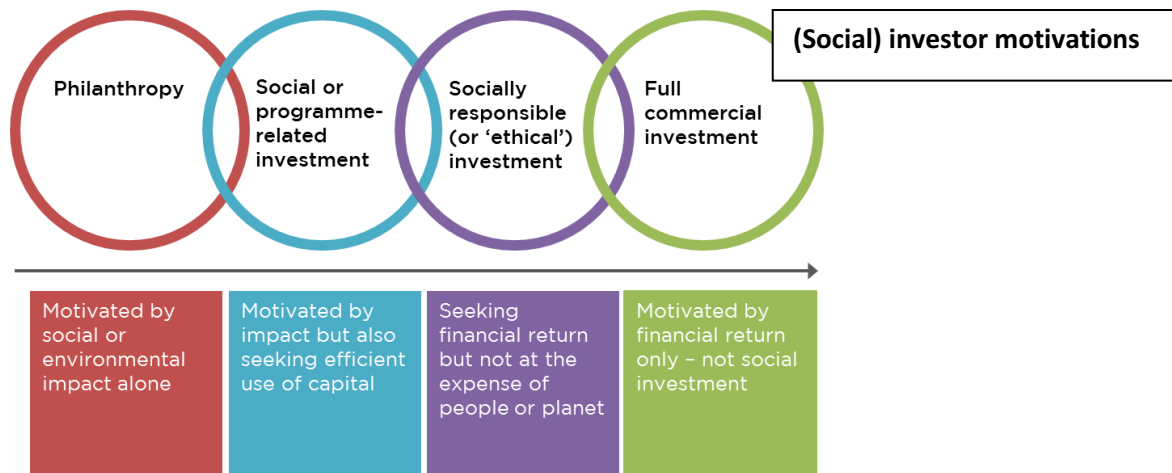 (Social) investor motivations
Philanthropy
Social or
programme-
related
investment
Socially
responsible
(or ‘ethical’)
investment
Full
commercial
investment
Motivated by
social or
environmental
impact alone
Motivated by
impact but also
seeking efficient
use of capital
Seeking
financial return
but not at the
expense of
people or planet
Motivated by
financial return
only – not social
investment